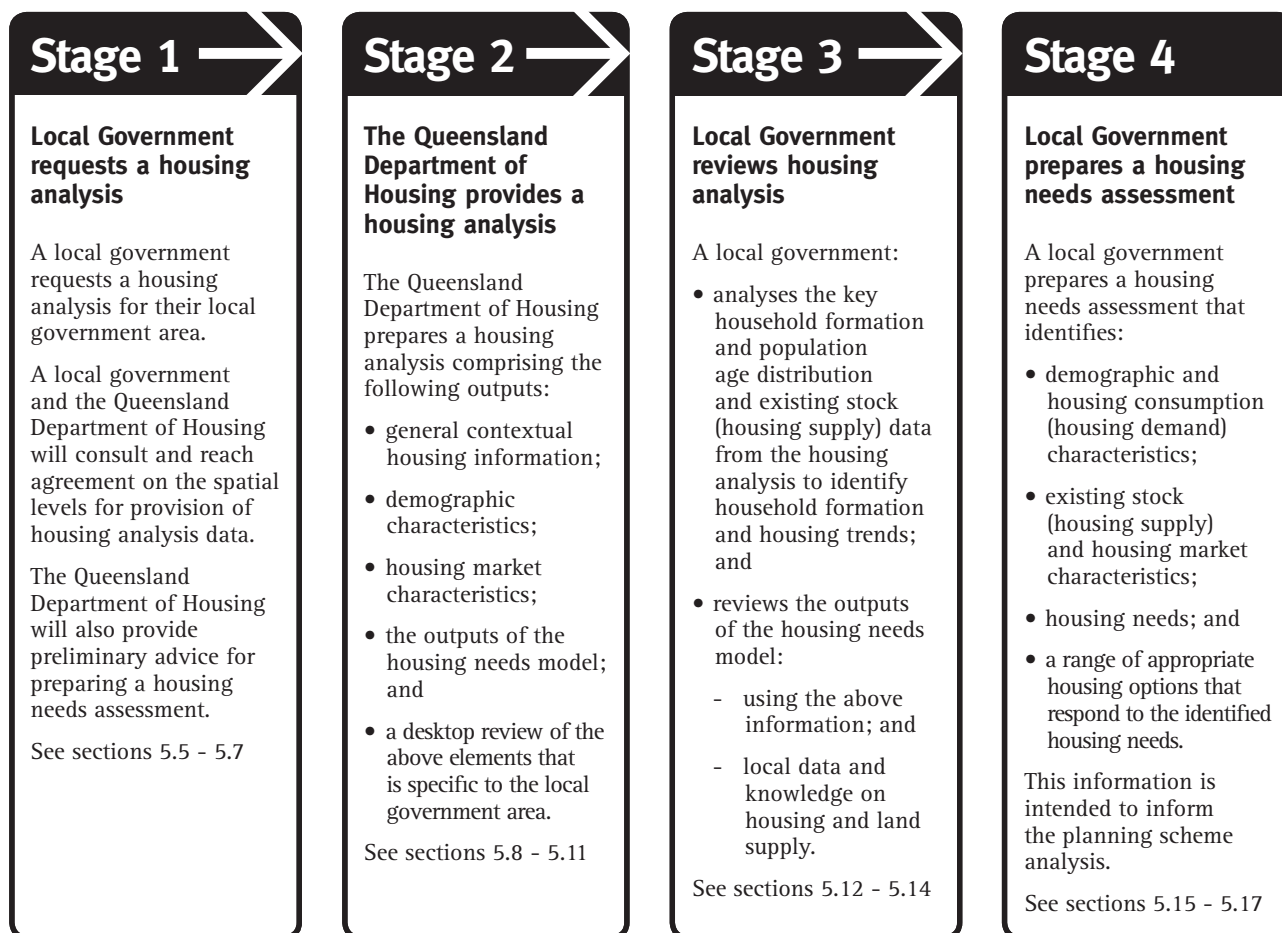 Stage 1
Local Government
requests a housing
analysis
A local government
requests a housing
analysis for their local
government area.
A local government
and the Queensland
Department of Housing
will consult and reach
agreement on the spatial
levels for provision of
housing analysis data.
The Queensland
Department of Housing
will also provide
preliminary advice for
preparing a housing
needs assessment.
See sections 5.5 - 5.7
Stage 2
The Queensland
Department of
Housing provides a
housing analysis
The Queensland
Department of Housing
prepares a housing
analysis comprising the
following outputs:
• general contextual
housing information;
• demographic
characteristics;
• housing market
characteristics;
• the outputs of the
housing needs model;
and
• a desktop review of the
above elements that
is specific to the local
government area.
See sections 5.8 - 5.11
Stage 3
Local Government
reviews housing
analysis
A local government:
• analyses the key
household formation
and population
age distribution
and existing stock
(housing supply) data
from the housing
analysis to identify
household formation
and housing trends;
and
• reviews the outputs
of the housing needs
model:
- using the above
information; and
- local data and
knowledge on
housing and land
supply.
See sections 5.12 - 5.14
Stage 4
Local Government
prepares a housing
needs assessment
A local government
prepares a housing
needs assessment that
identifies:
• demographic and
housing consumption
(housing demand)
characteristics;
• existing stock
(housing supply)
and housing market
characteristics;
• housing needs; and
• a range of appropriate
housing options that
respond to the identified
housing needs.
This information is
intended to inform
the planning scheme
analysis.
See sections 5.15 - 5.17